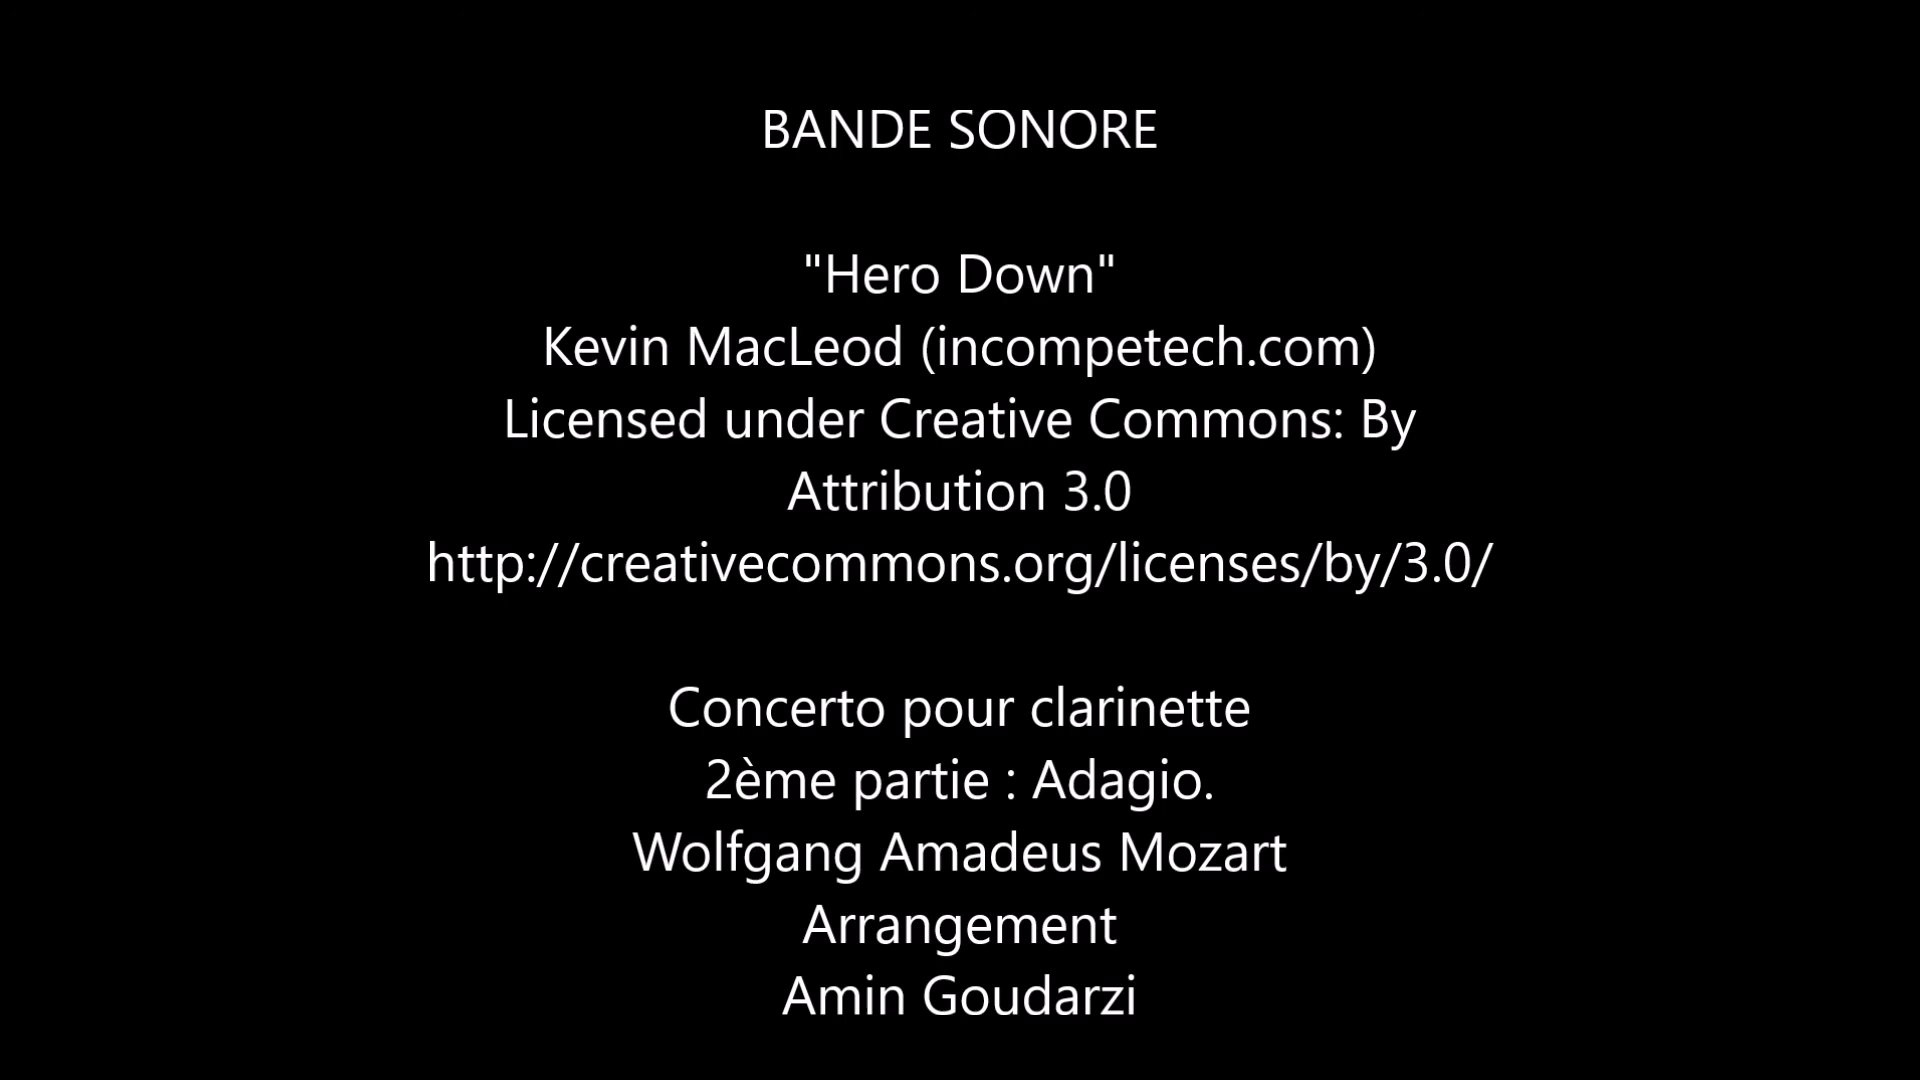 BANDE SONORE
"Hero Down"
Kevin MacLeod (incompetech.com)
Licensed under Creative Commons: By
Attribution 3.0
http://creativecommons.org/licenses/by/3.0/
Concerto pour clarinette
2ème partie : Adagio.
Wolfgang Amadeus Mozart
Arrangement
Amin Goudarzi